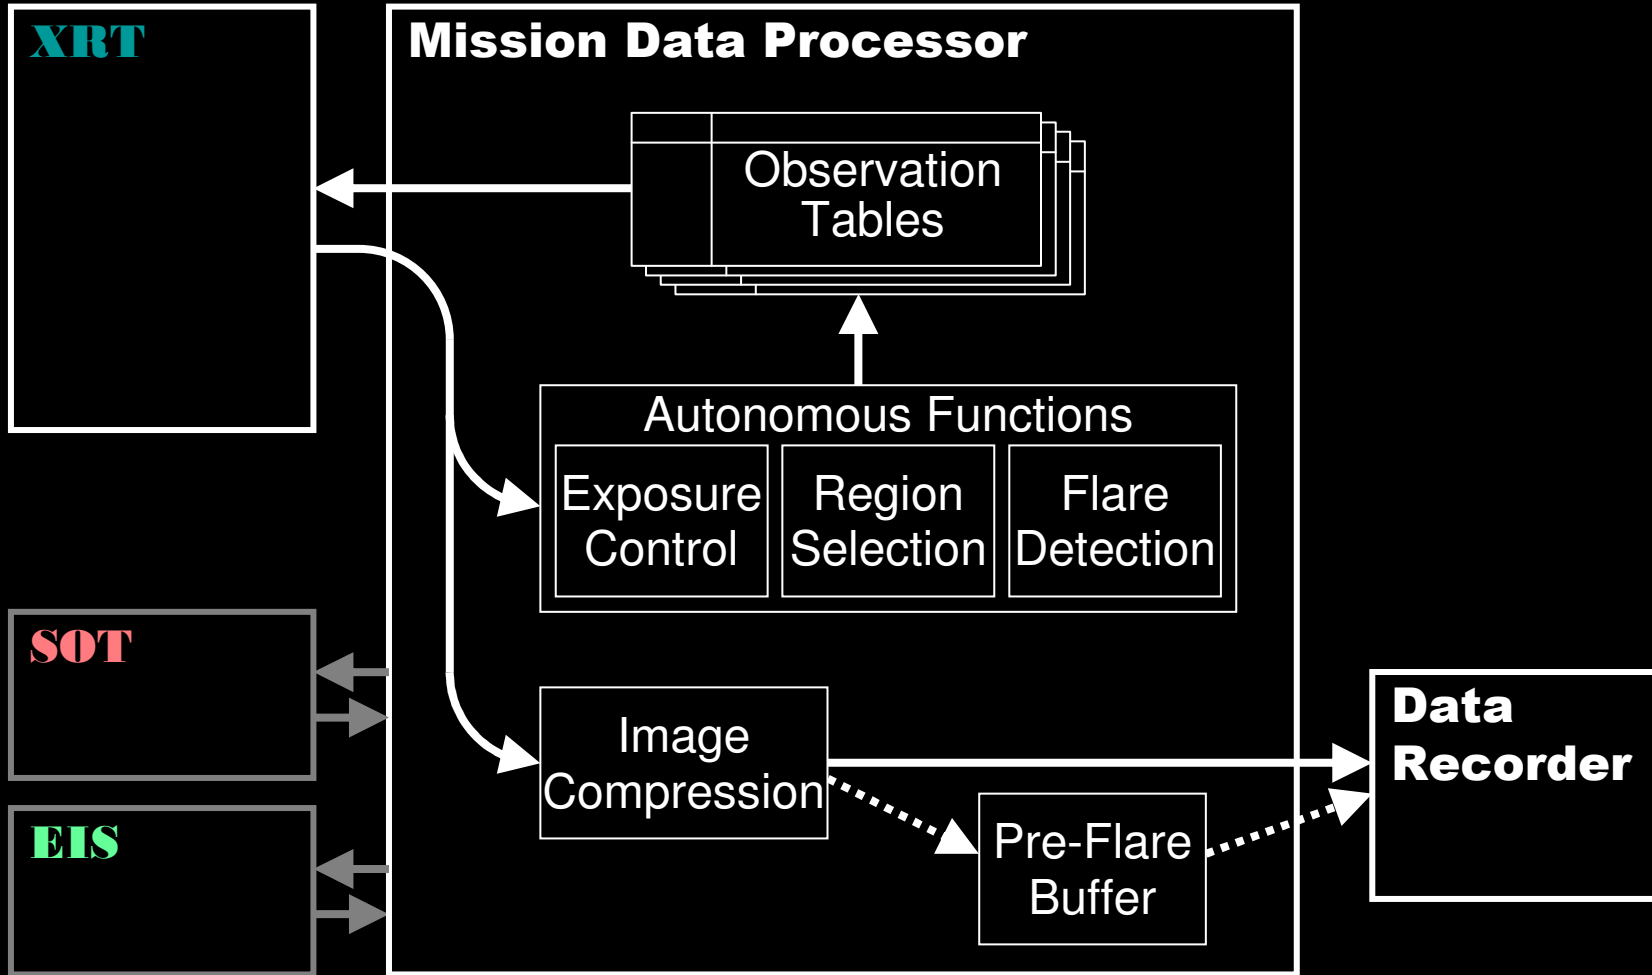 XRT
Mission Data Processor
Observation
Tables
Autonomous Functions
Exposure
Control
Region
Selection
Flare
Detection
SOT
Image
Compression
Data
Recorder
EIS
Pre-Flare
Buffer